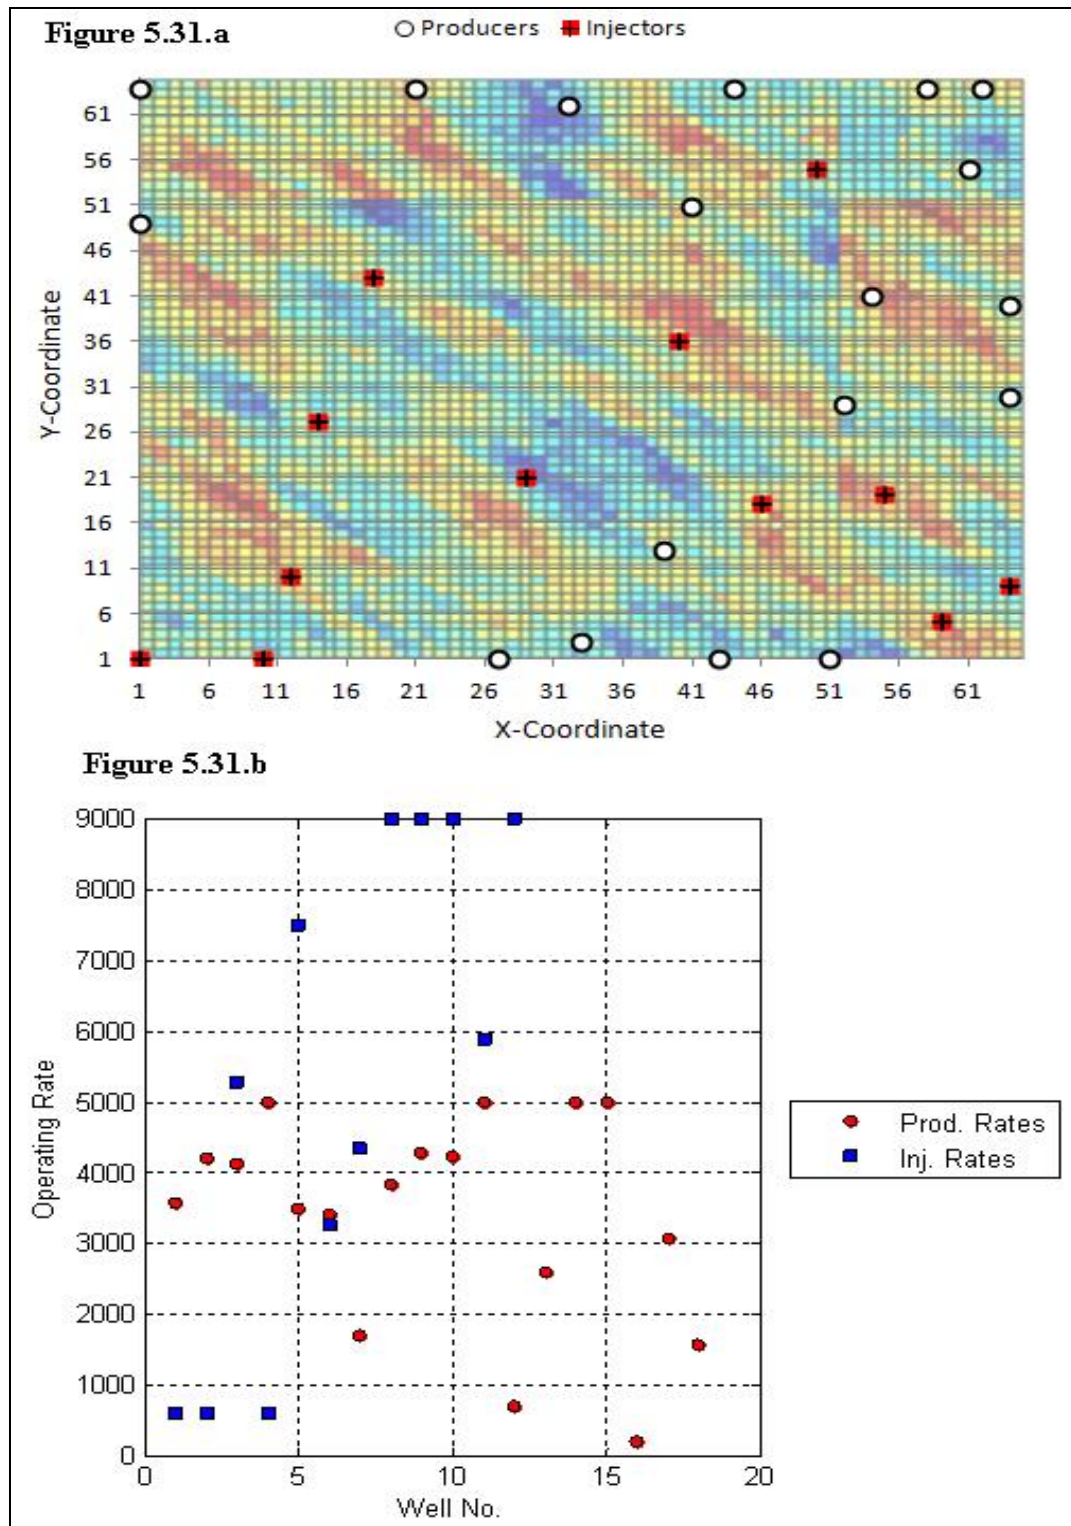 Figure 5.31.a
Producers Injectors
61
56
51
46
41
36
31
26
21
16
11
6
1
Y-Coordinate
1 6 11 16 21 26 31 36 41 46 51 56 61
X-Coordinate
Figure 5.31.b
9000
8000
7000
6000
5000
4000
3000
2000
1000
0
Operating Rate
0 5 10 15 20
Well No.
Prod. Rates
Inj. Rates